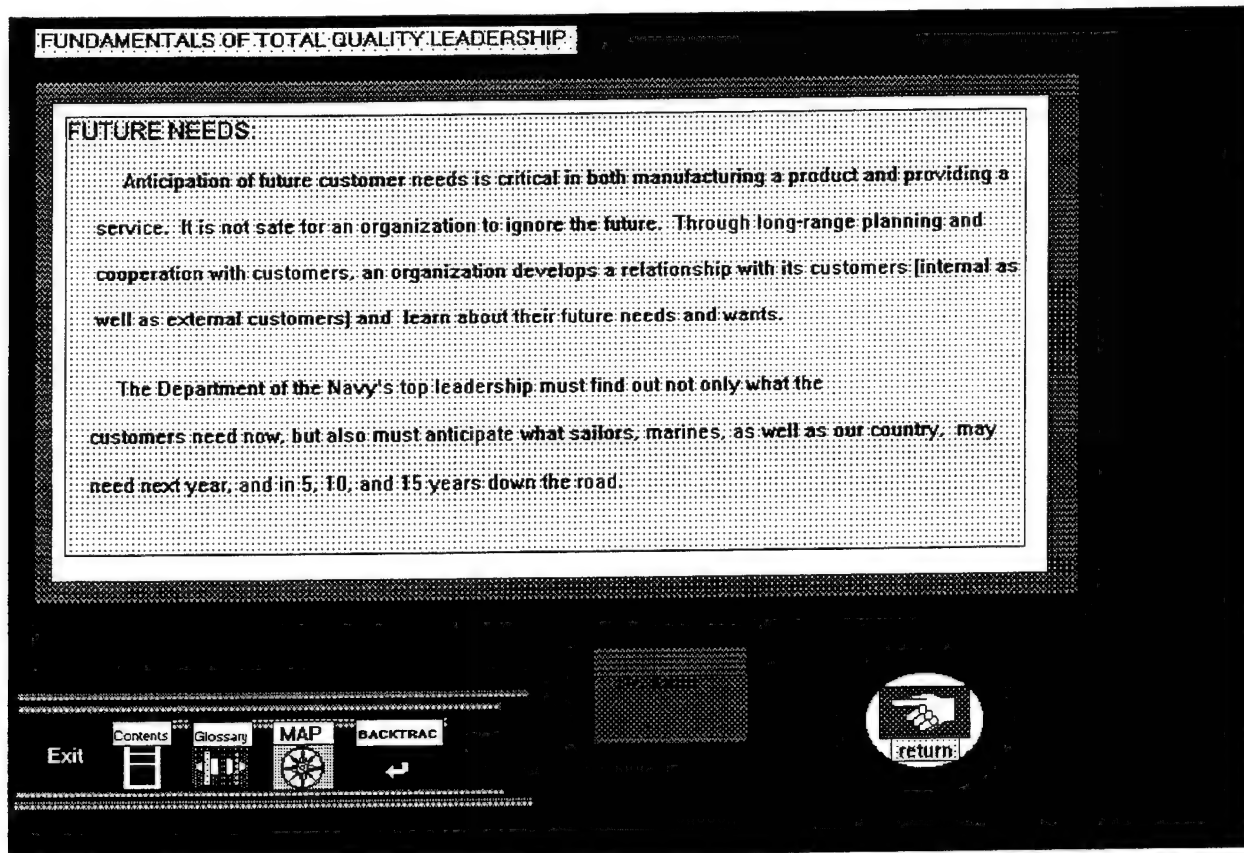 FUNDAMENTALS OF TOTAL QUALITY LEADERSHIP
FUTURE NEEDS:
Anticipation of future customer needs is critical in both manufacturing a product and providing a
service. It is not safe for an organization to ignore the future. Through long-range planning and
cooperation with customers, an organization develops a relationship with its customers [internal as
well as external customers] and learn about their future needs and wants.
The Department of the Navy's top leadership must find out not only what the
customers need now, but also must anticipate what sailors, marines, as well as our country, may
need next year, and in 5, 10, and 15 years down the road.
Exit
Contents
Glossary
MAP
BACKTRAC
return